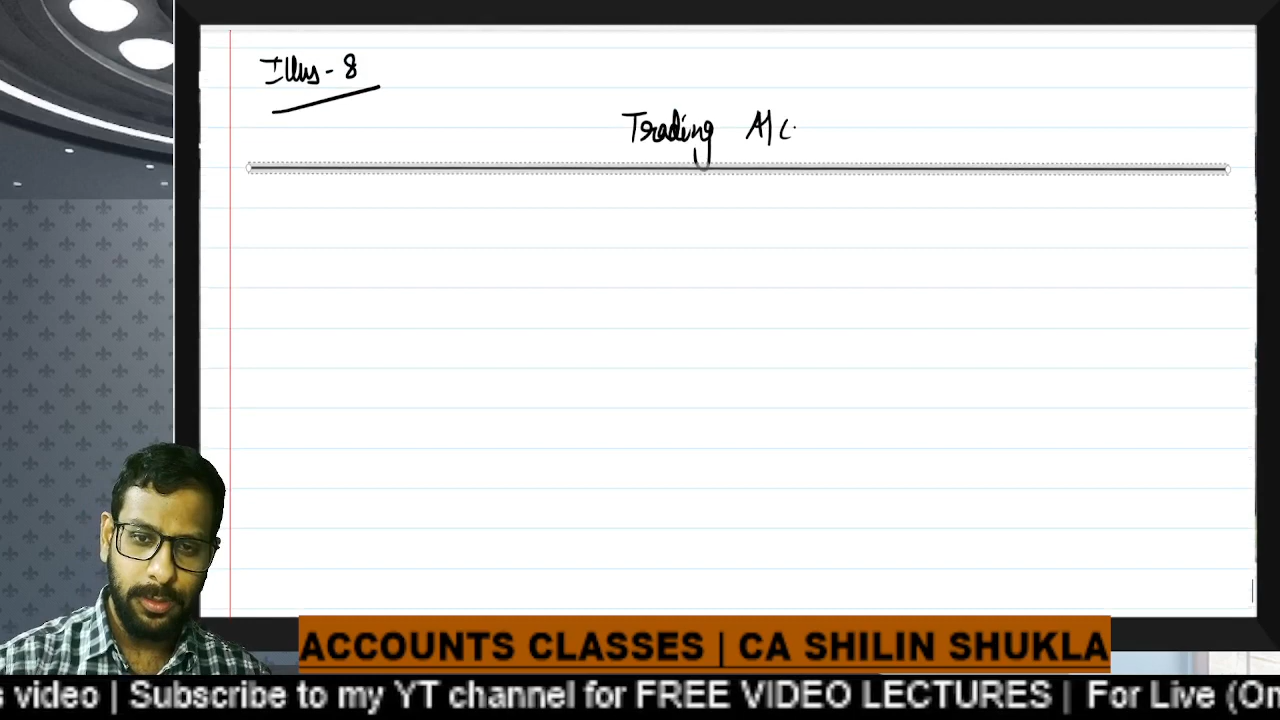 Illus - 8
Trading A/C
ACCOUNTS CLASSES | CA SHILIN SHUKLA
s video | Subscribe to my YT channel for FREE VIDEO LECTURES | For Live (On